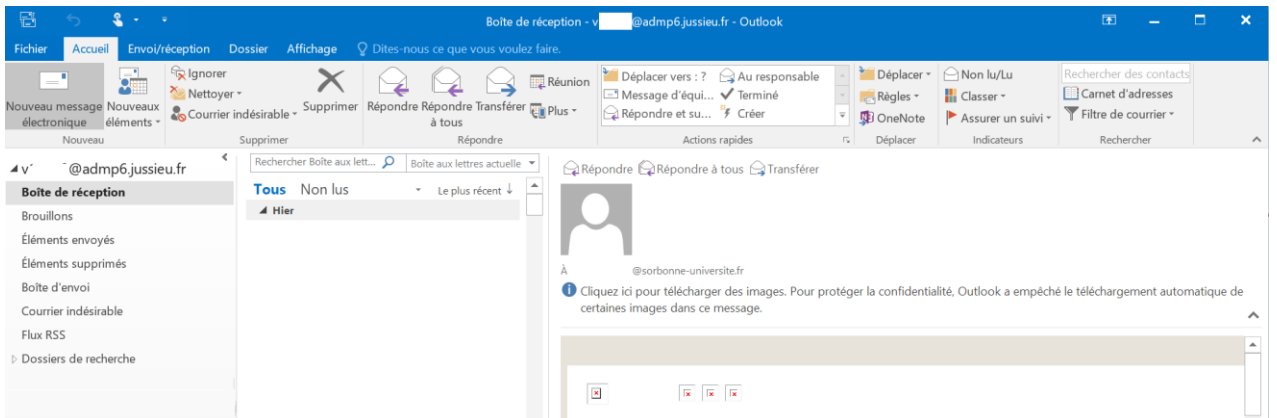 Boîte de réception - v @admp6.jussieu.fr - Outlook
Fichier Accueil Envoi/réception Dossier Affichage Dites-nous ce que vous voulez faire.
Nouveau message électronique
Nouveaux éléments
Ignorer
Nettoyer
Courrier indésirable
Supprimer
Répondre
Répondre à tous
Transférer
Réunion
Plus
Déplacer vers : ?
Message d'équi...
Répondre et su...
Au responsable
Terminé
Créer
Déplacer
Règles
OneNote
Non lu/Lu
Classer
Assurer un suivi
Rechercher des contacts
Carnet d'adresses
Filtre de courrier
Nouveau Supprimer Répondre Actions rapides Déplacer Indicateurs Rechercher
v @admp6.jussieu.fr
Boîte de réception
Brouillons
Éléments envoyés
Éléments supprimés
Boîte d'envoi
Courrier indésirable
Flux RSS
Dossiers de recherche
Rechercher Boîte aux lett... Boîte aux lettres actuelle
Tous Non lus Le plus récent
Hier
Répondre Répondre à tous Transférer
À @sorbonne-universite.fr
Cliquez ici pour télécharger des images. Pour protéger la confidentialité, Outlook a empêché le téléchargement automatique de
certaines images dans ce message.